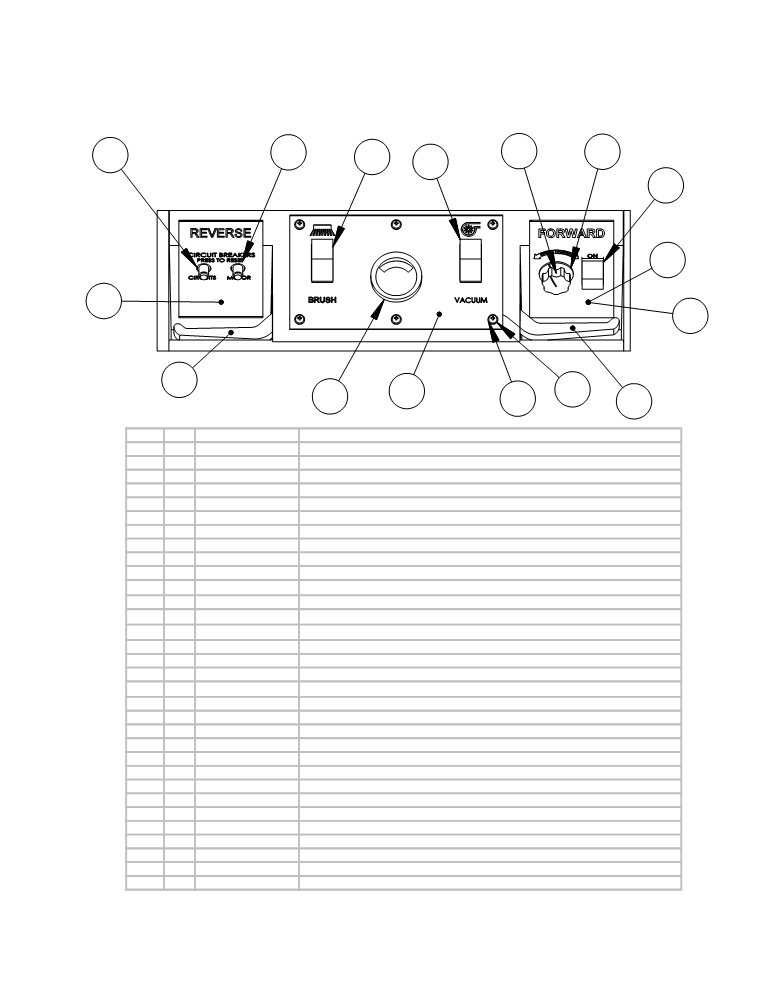 REVERSE
CIRCUIT BREAKERS
PRESS TO RESET
BRUSH
VACUUM
FORWARD
ON